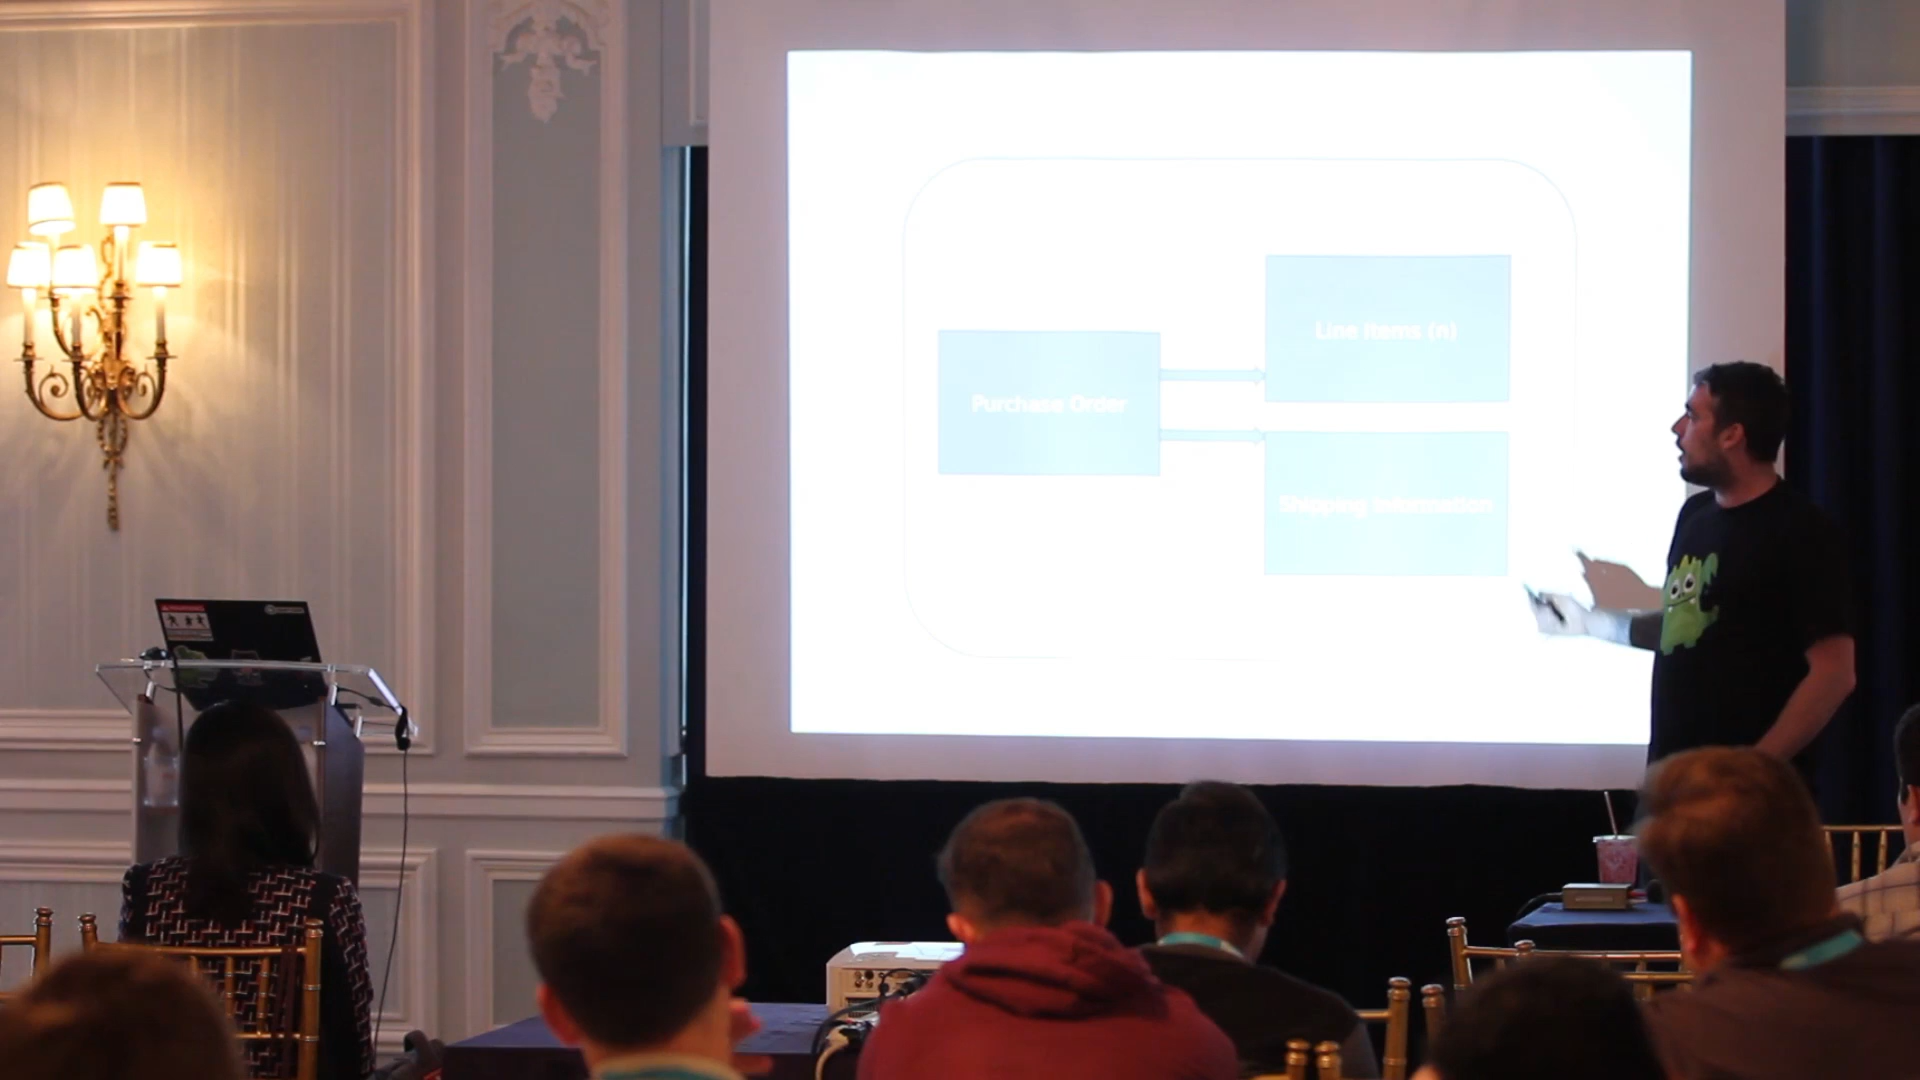 Line Items (n)
Purchase Order
Shipping Information